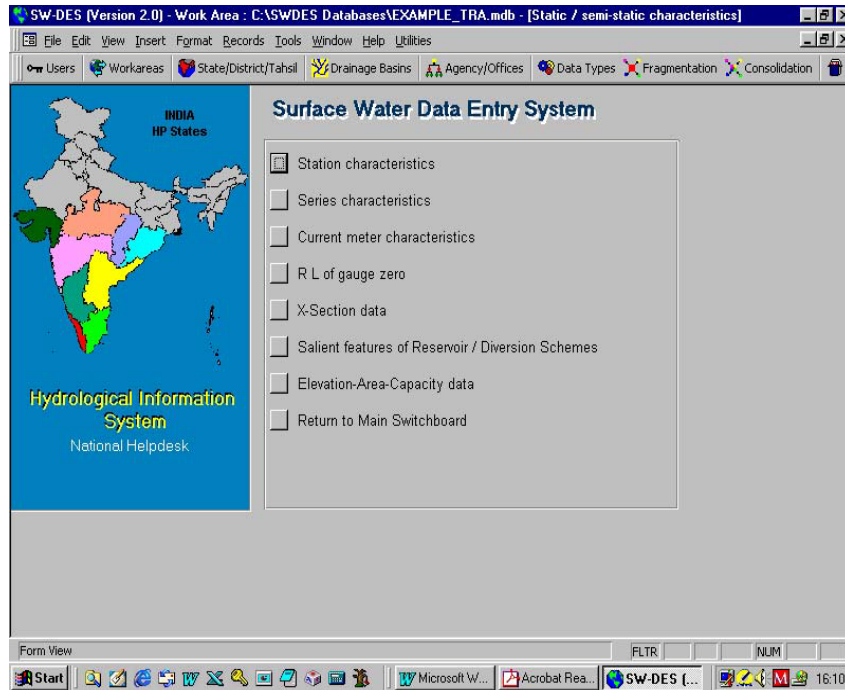 SW-DES (Version 2.0) - Work Area : C:\SWDES Databases\EXAMPLE_TRA.mdb - [Static / semi-static characteristics]
File Edit View Insert Format Records Tools Window Help Utilities
Users Workareas State/District/Tahsil Drainage Basins Agency/Offices Data Types Fragmentation Consolidation
INDIA
HP States
Surface Water Data Entry System
Station characteristics
Series characteristics
Current meter characteristics
R L of gauge zero
X-Section data
Salient features of Reservoir / Diversion Schemes
Elevation-Area-Capacity data
Return to Main Switchboard
Hydrological Information
System
National Helpdesk
Form View FLTR NUM
Start Microsoft W... Acrobat Rea... SW-DES (... 16:10